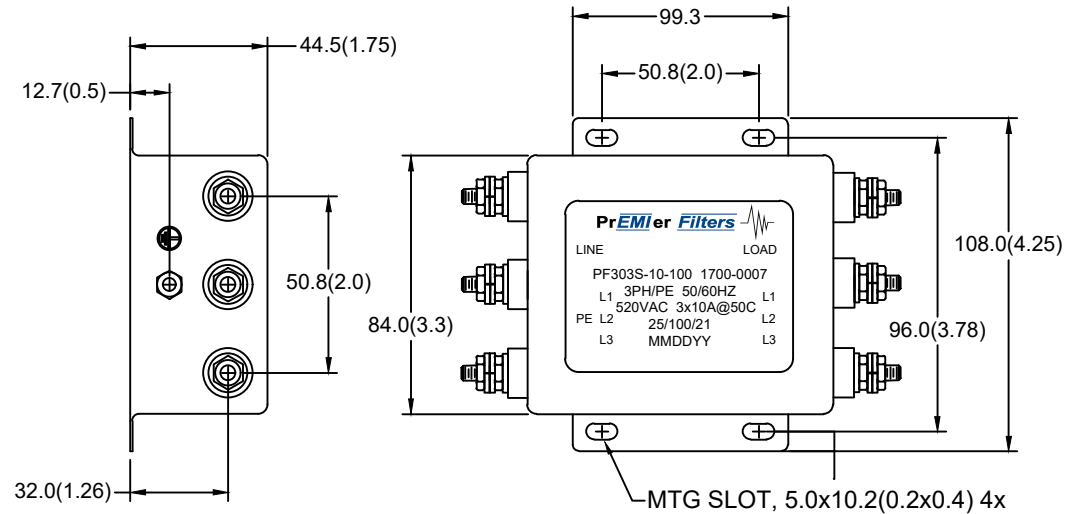 99.3
44.5(1.75)
50.8(2.0)
12.7(0.5)
PrEMIer Filters
LINE LOAD
108.0(4.25)
PF303S-10-100 1700-0007
50.8(2.0)
L1 3PH/PE 50/60HZ L1
520VAC 3x10A@50C
84.0(3.3)
PE L2 25/100/21 L2
96.0(3.78)
L3 MMDDYY L3
32.0(1.26)
MTG SLOT, 5.0x10.2(0.2x0.4) 4x